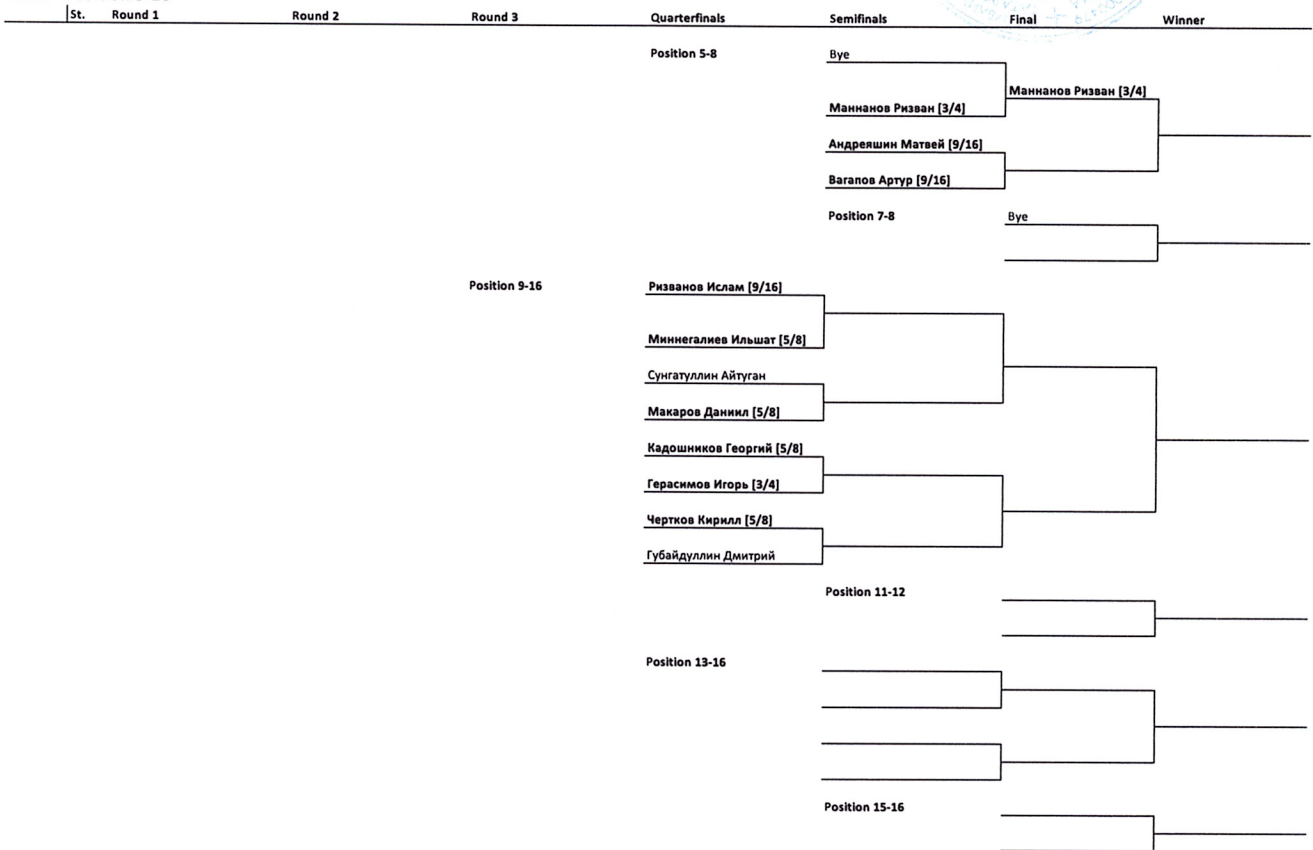 St. Round 1 Round 2 Round 3 Quarterfinals Semifinals Final Winner
Position 5-8 Bye
Маннанов Ризван [3/4]
Маннанов Ризван [3/4]
Андреяшин Матвей [9/16]
Вагапов Артур [9/16]
Position 7-8 Bye
Position 9-16 Ризванов Ислам [9/16]
Миннегалиев Ильшат [5/8]
Сунгатуллин Айтуган
Макаров Даниил [5/8]
Кадошников Георгий [5/8]
Герасимов Игорь [3/4]
Чертков Кирилл [5/8]
Губайдуллин Дмитрий
Position 11-12
Position 13-16
Position 15-16